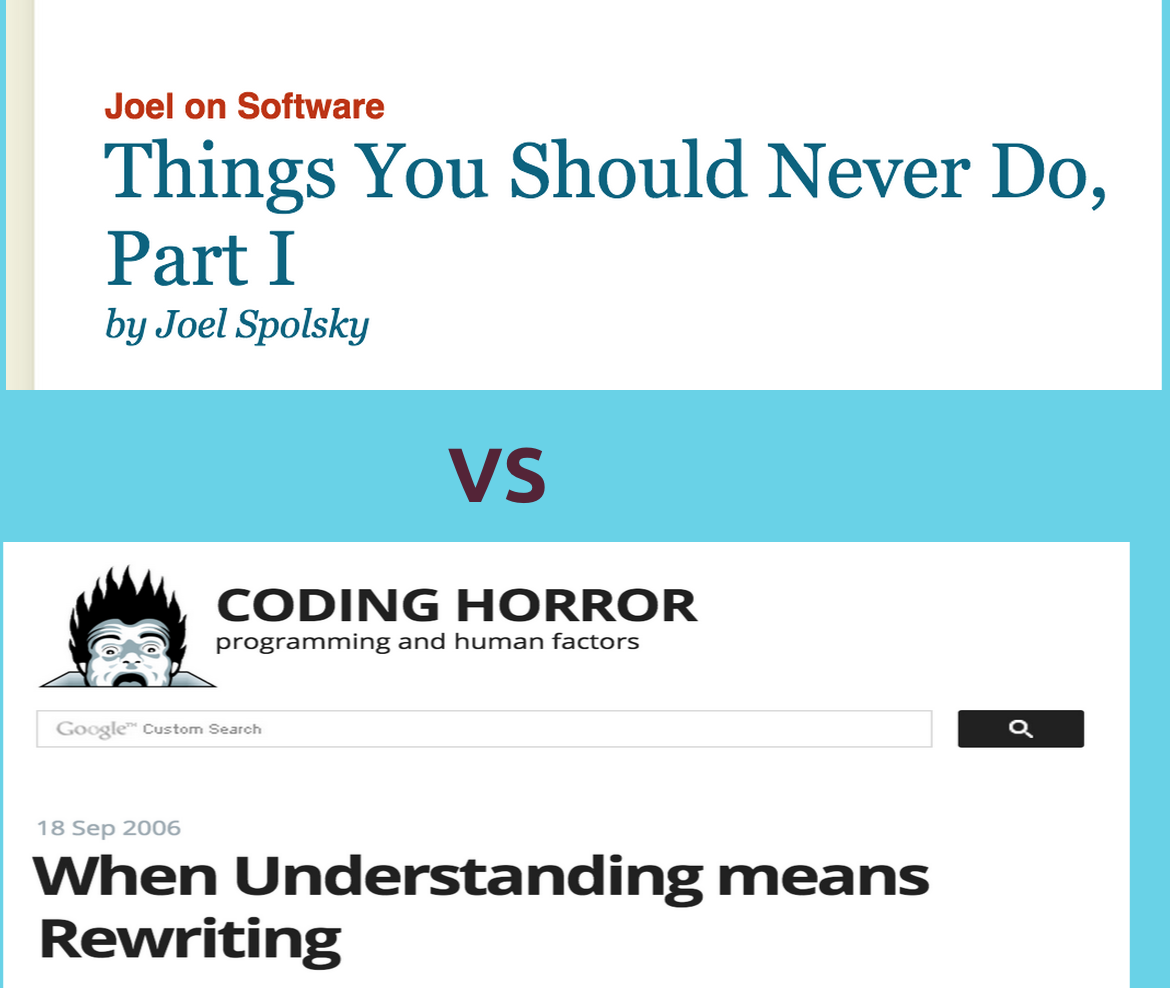 Joel on Software
Things You Should Never Do,
Part I
by Joel Spolsky
VS
CODING HORROR
programming and human factors
Google™ Custom Search
18 Sep 2006
When Understanding means
Rewriting